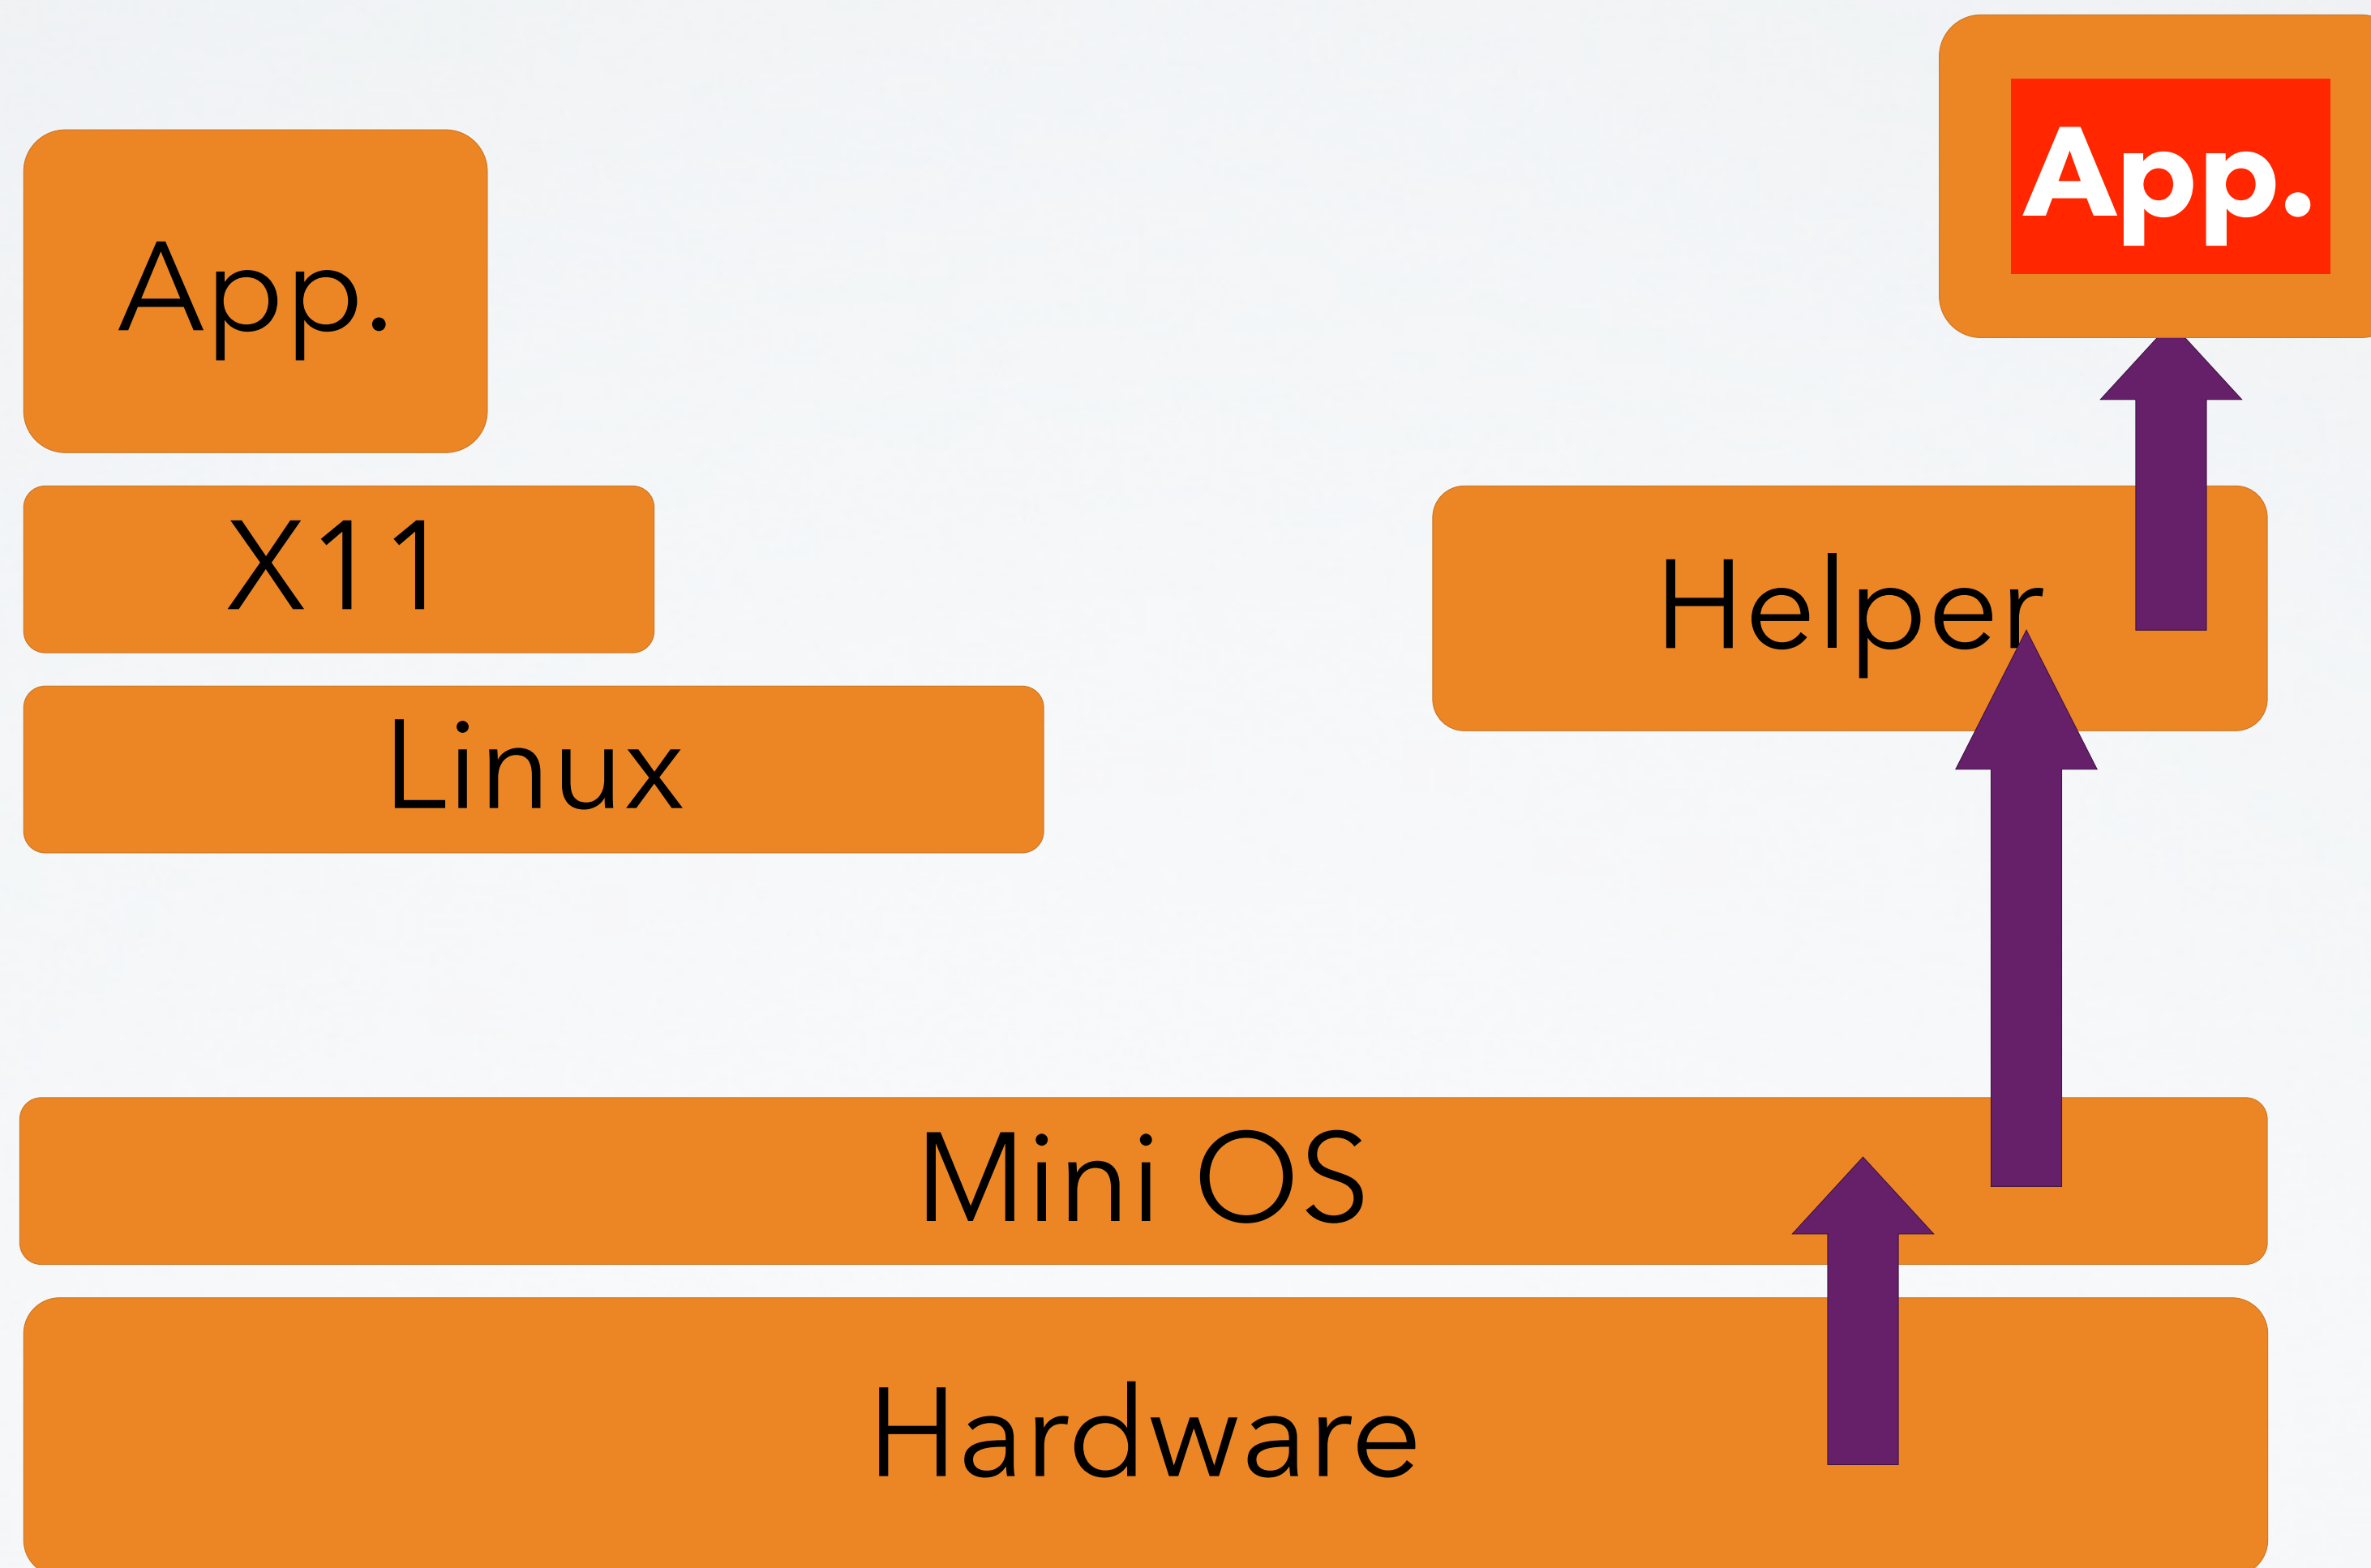 App.
App.
X11
Helper
Linux
Mini OS
Hardware